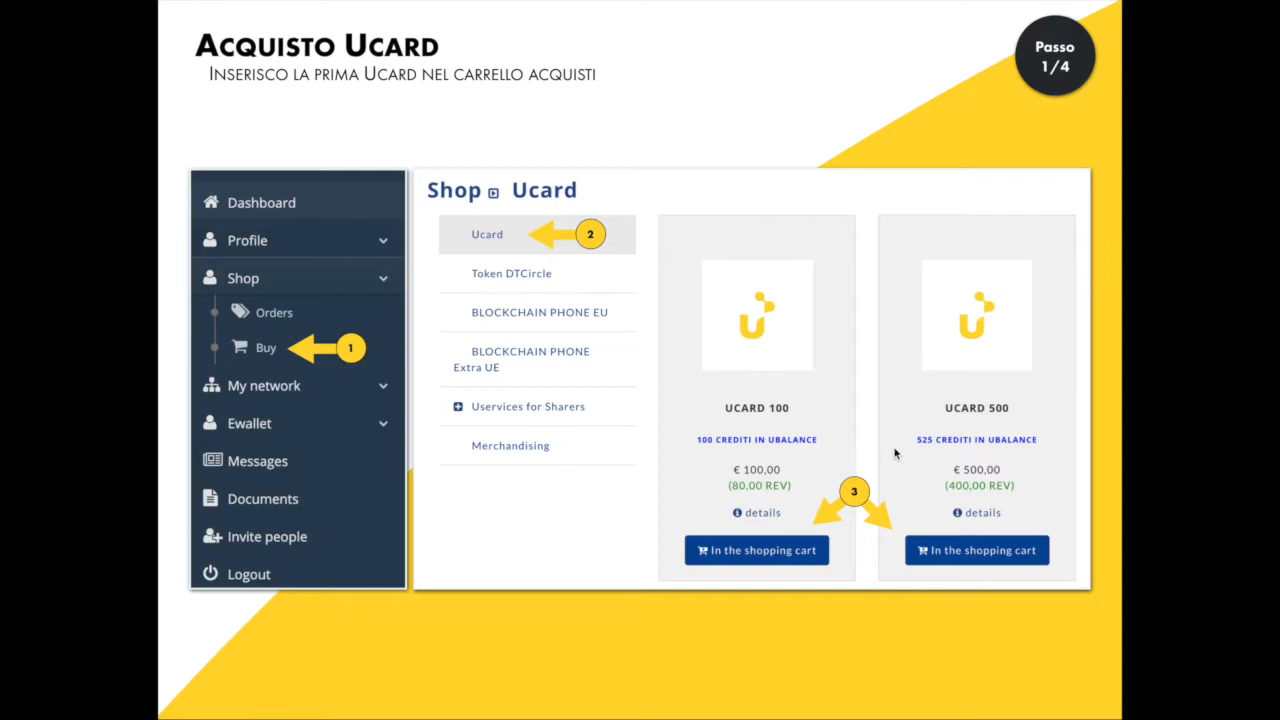 Acquisto Ucard
Inserisco la prima Ucard nel carrello acquisti
Passo
1/4
Dashboard
Profile
Shop
Orders
Buy
1
My network
Ewallet
Messages
Documents
Invite people
Logout
Shop Ucard
Ucard
2
Token DTCircle
BLOCKCHAIN PHONE EU
BLOCKCHAIN PHONE
Extra UE
Uservices for Sharers
Merchandising
UCARD 100
100 CREDITI IN UBALANCE
€ 100,00
(80,00 REV)
details
In the shopping cart
3
UCARD 500
525 CREDITI IN UBALANCE
€ 500,00
(400,00 REV)
details
In the shopping cart